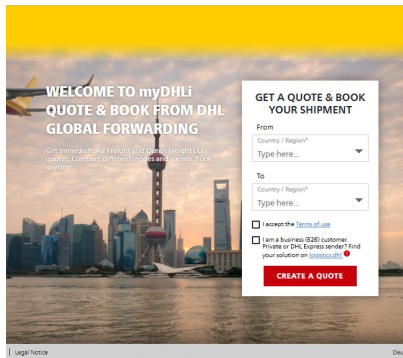 WELCOME TO myDHLi
QUOTE & BOOK FROM DHL
GLOBAL FORWARDING
Get immediate Air Freight and Ocean Freight LCL
quotes. Compare different modes and speeds. Book
anytime.
GET A QUOTE & BOOK
YOUR SHIPMENT
From
Country / Region*
Type here...
To
Country / Region*
Type here...
I accept the Terms of use
I am a business (B2B) customer.
Private or DHL Express sender? Find
your solution on logistics.dhl
CREATE A QUOTE
Legal Notice
Deu